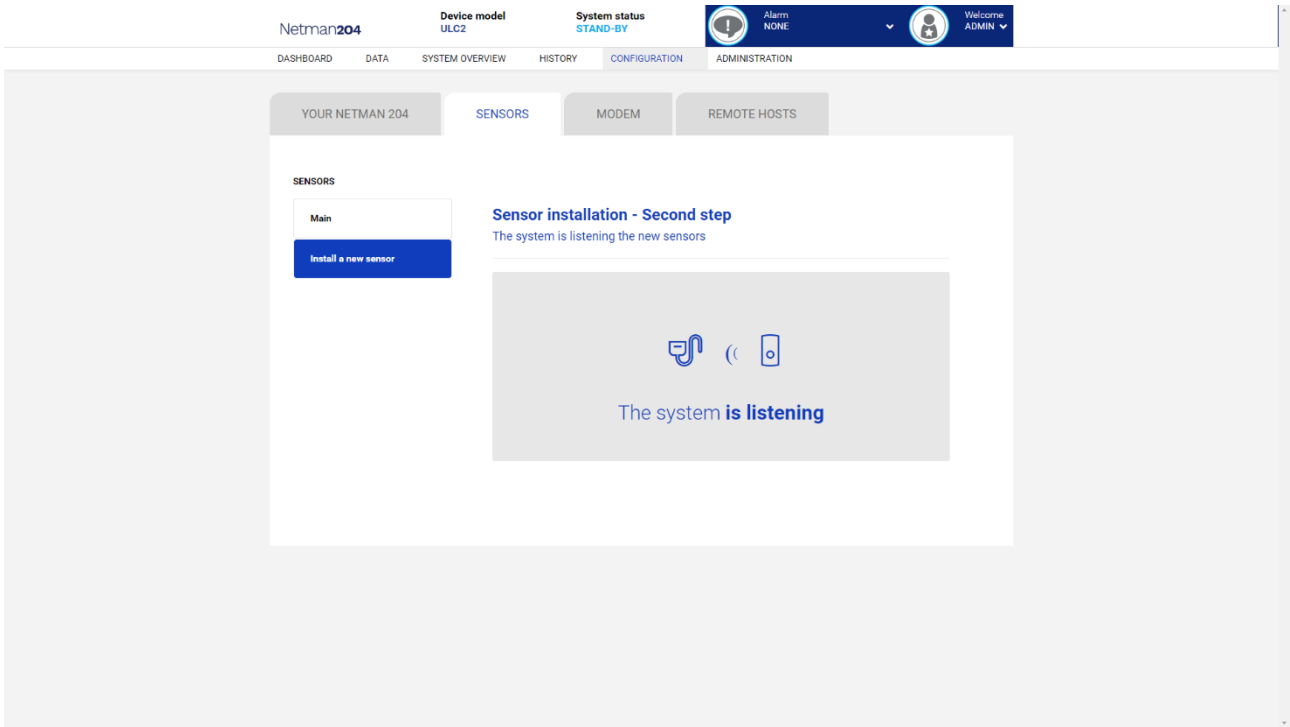 Netman204
Device model
ULC2
System status
STAND-BY
Alarm
NONE
Welcome
ADMIN
DASHBOARD DATA SYSTEM OVERVIEW HISTORY CONFIGURATION ADMINISTRATION
YOUR NETMAN 204 SENSORS MODEM REMOTE HOSTS
SENSORS
Main
Install a new sensor
Sensor installation - Second step
The system is listening the new sensors
The system is listening